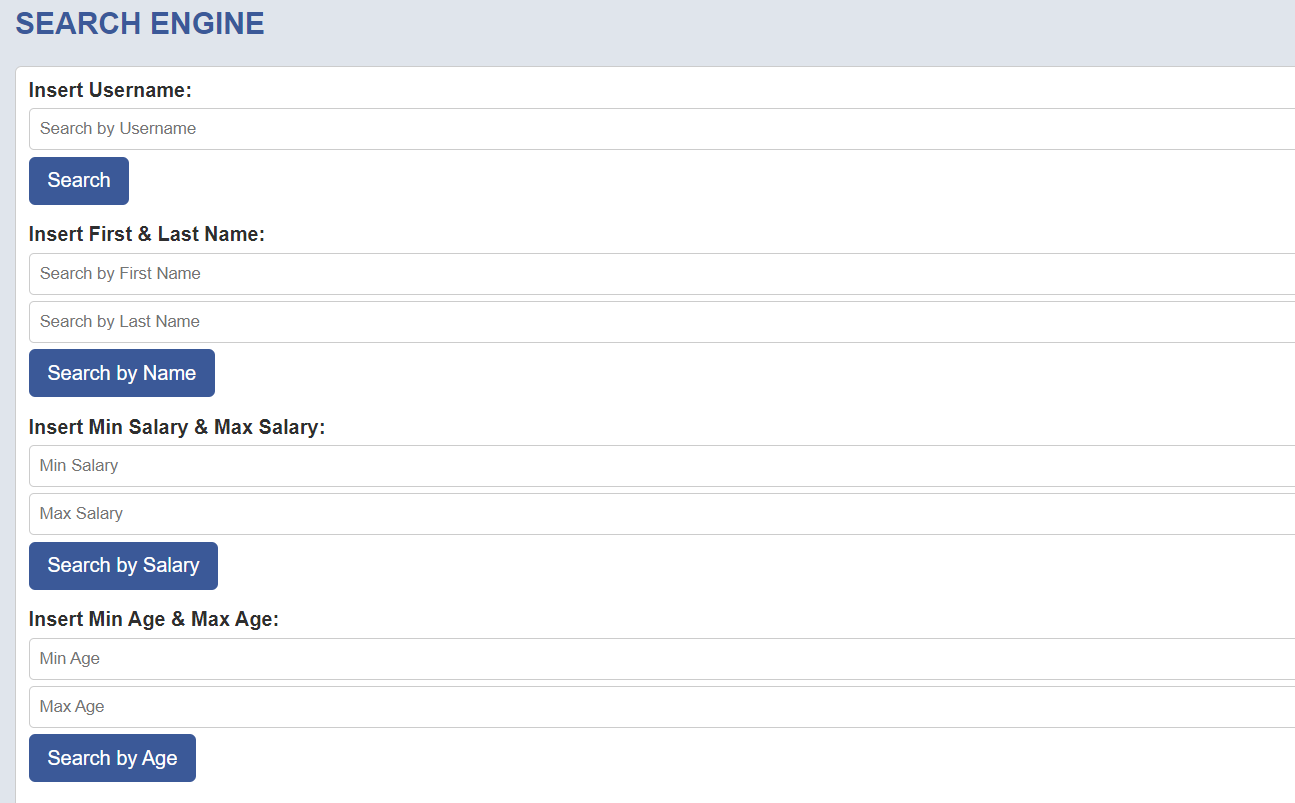 SEARCH ENGINE
Insert Username:
Search by Username
Search
Insert First & Last Name:
Search by First Name
Search by Last Name
Search by Name
Insert Min Salary & Max Salary:
Min Salary
Max Salary
Search by Salary
Insert Min Age & Max Age:
Min Age
Max Age
Search by Age